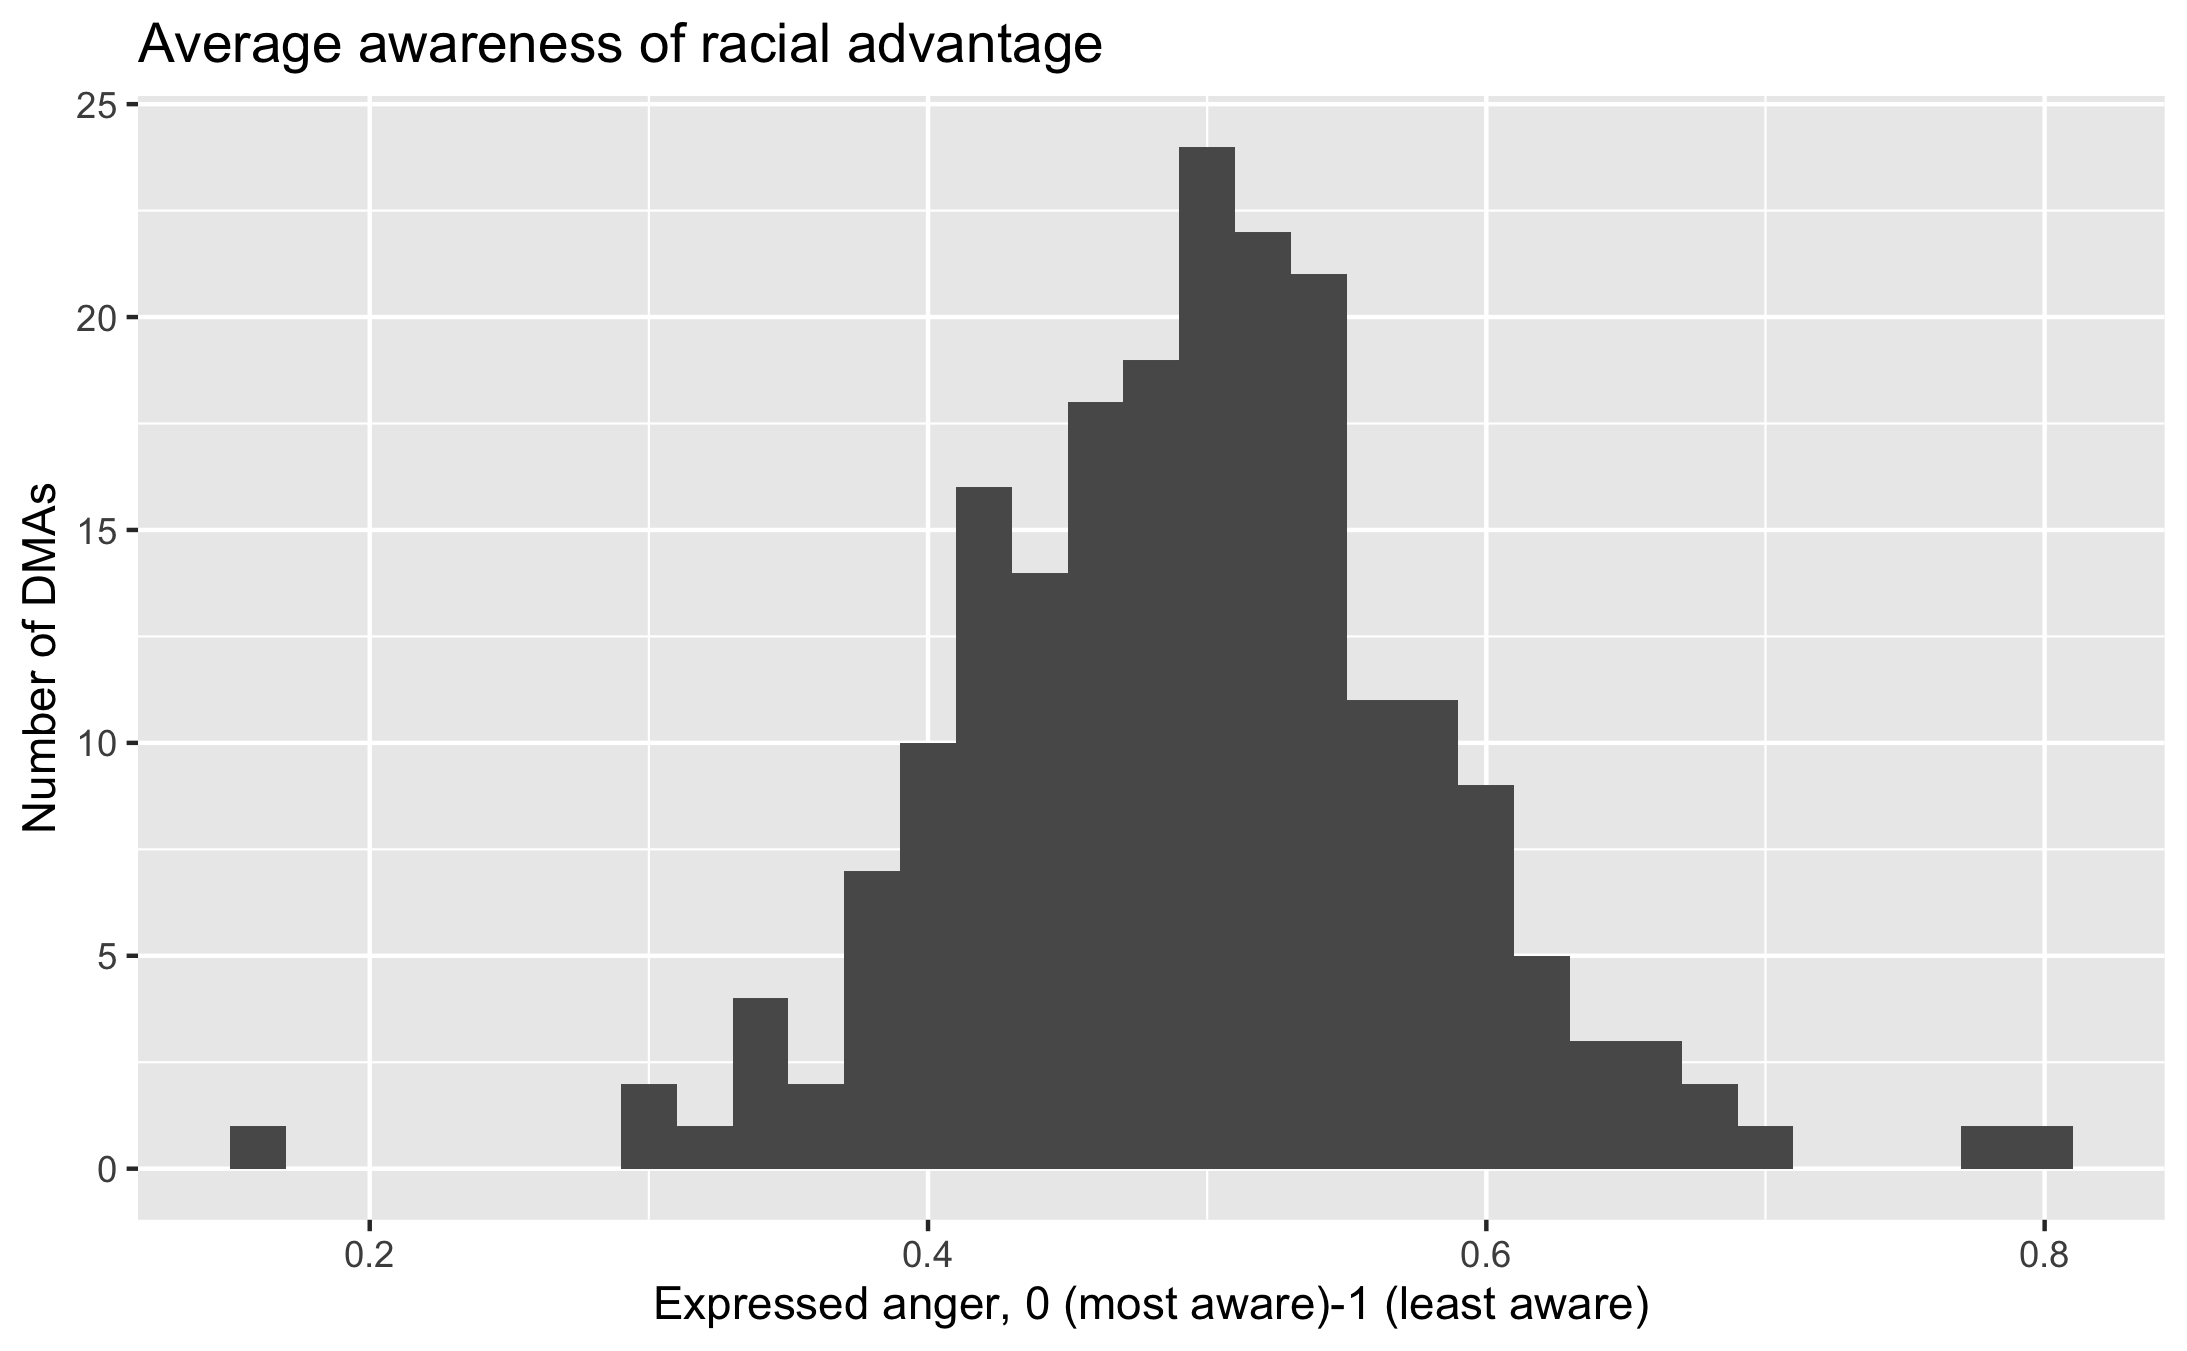 Average awareness of racial advantage
25
20
15
10
5
0
Number of DMAs
0.2 0.4 0.6 0.8
Expressed anger, 0 (most aware)-1 (least aware)